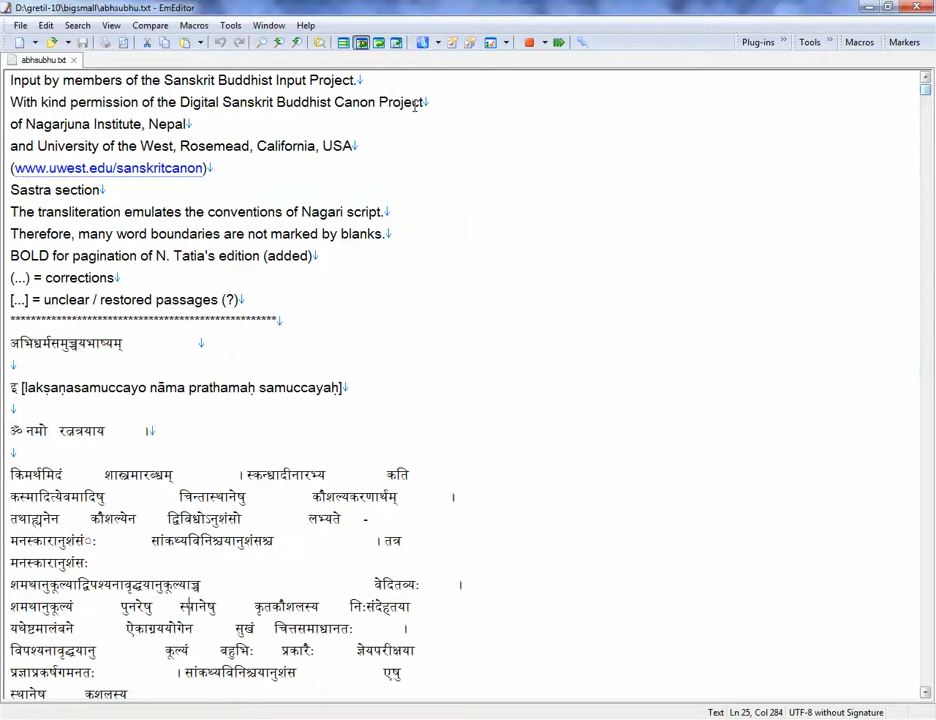 D:\gretil-10\bigsmall\abhsubhu.txt - EmEditor
File Edit Search View Compare Macros Tools Window Help
Plug-ins » Tools » Macros Markers
abhsubhu.txt
Input by members of the Sanskrit Buddhist Input Project.
With kind permission of the Digital Sanskrit Buddhist Canon Project
of Nagarjuna Institute, Nepal
and University of the West, Rosemead, California, USA
(www.uwest.edu/sanskritcanon)
Sastra section
The transliteration emulates the conventions of Nagari script.
Therefore, many word boundaries are not marked by blanks.
BOLD for pagination of N. Tatia's edition (added)
(...) = corrections
[...] = unclear / restored passages (?)
****************************************************
अभिधर्मसमुच्चयभाष्यम्
इ [lakṣaṇasamuccayo nāma prathamaḥ samuccayaḥ]
ॐ नमो रत्नत्रयाय ।
किमर्थमिदं शास्त्रमारब्धम् । स्कन्धादीनारभ्य कति
कस्मादित्येवमादिषु चिन्तास्थानेषु कौशल्यकरणार्थम् ।
तथाह्यनेन कौशल्येन द्विविधोऽनुशंसो लभ्यते -
मनस्कारानुशंसंः सांकथ्यविनिश्चयानुशंसश्च । तत्र
मनस्कारानुशंसः
शमथानुकूल्याद्विपश्यनावृद्ध्यानुकूल्याच्च वेदितव्यः ।
शमथानुकूल्यं पुनरेषु स्थानेषु कृतकौशलस्य निःसंदेहतया
यथेष्टमालंबने ऐकाग्रययोगेन सुखं चित्तसमाधानतः ।
विपश्यनावृद्धयानु कूल्यं बहुभिः प्रकारैः ज्ञेयपरीक्षया
प्रज्ञाप्रकर्षगमनतः । सांकथ्यविनिश्चयानुशंस एषु
स्थानेष कशलस्य
Text Ln 25, Col 284 UTF-8 without Signature